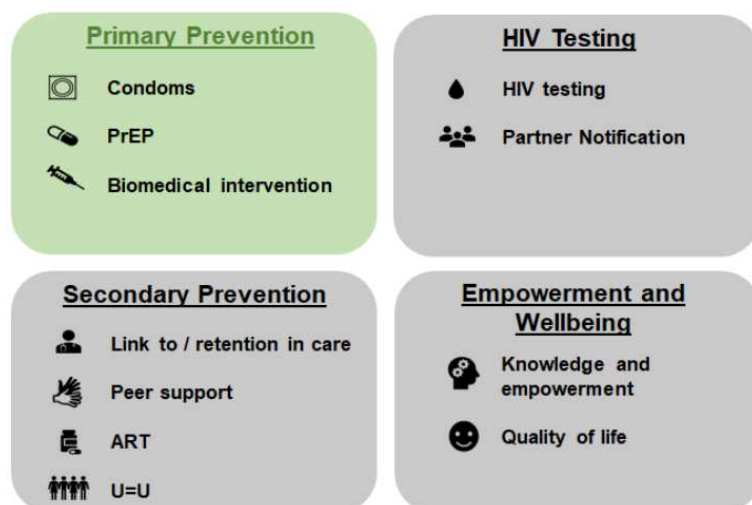 Primary Prevention
Condoms
PrEP
Biomedical intervention
HIV Testing
HIV testing
Partner Notification
Secondary Prevention
Link to / retention in care
Peer support
ART
U=U
Empowerment and
Wellbeing
Knowledge and
empowerment
Quality of life